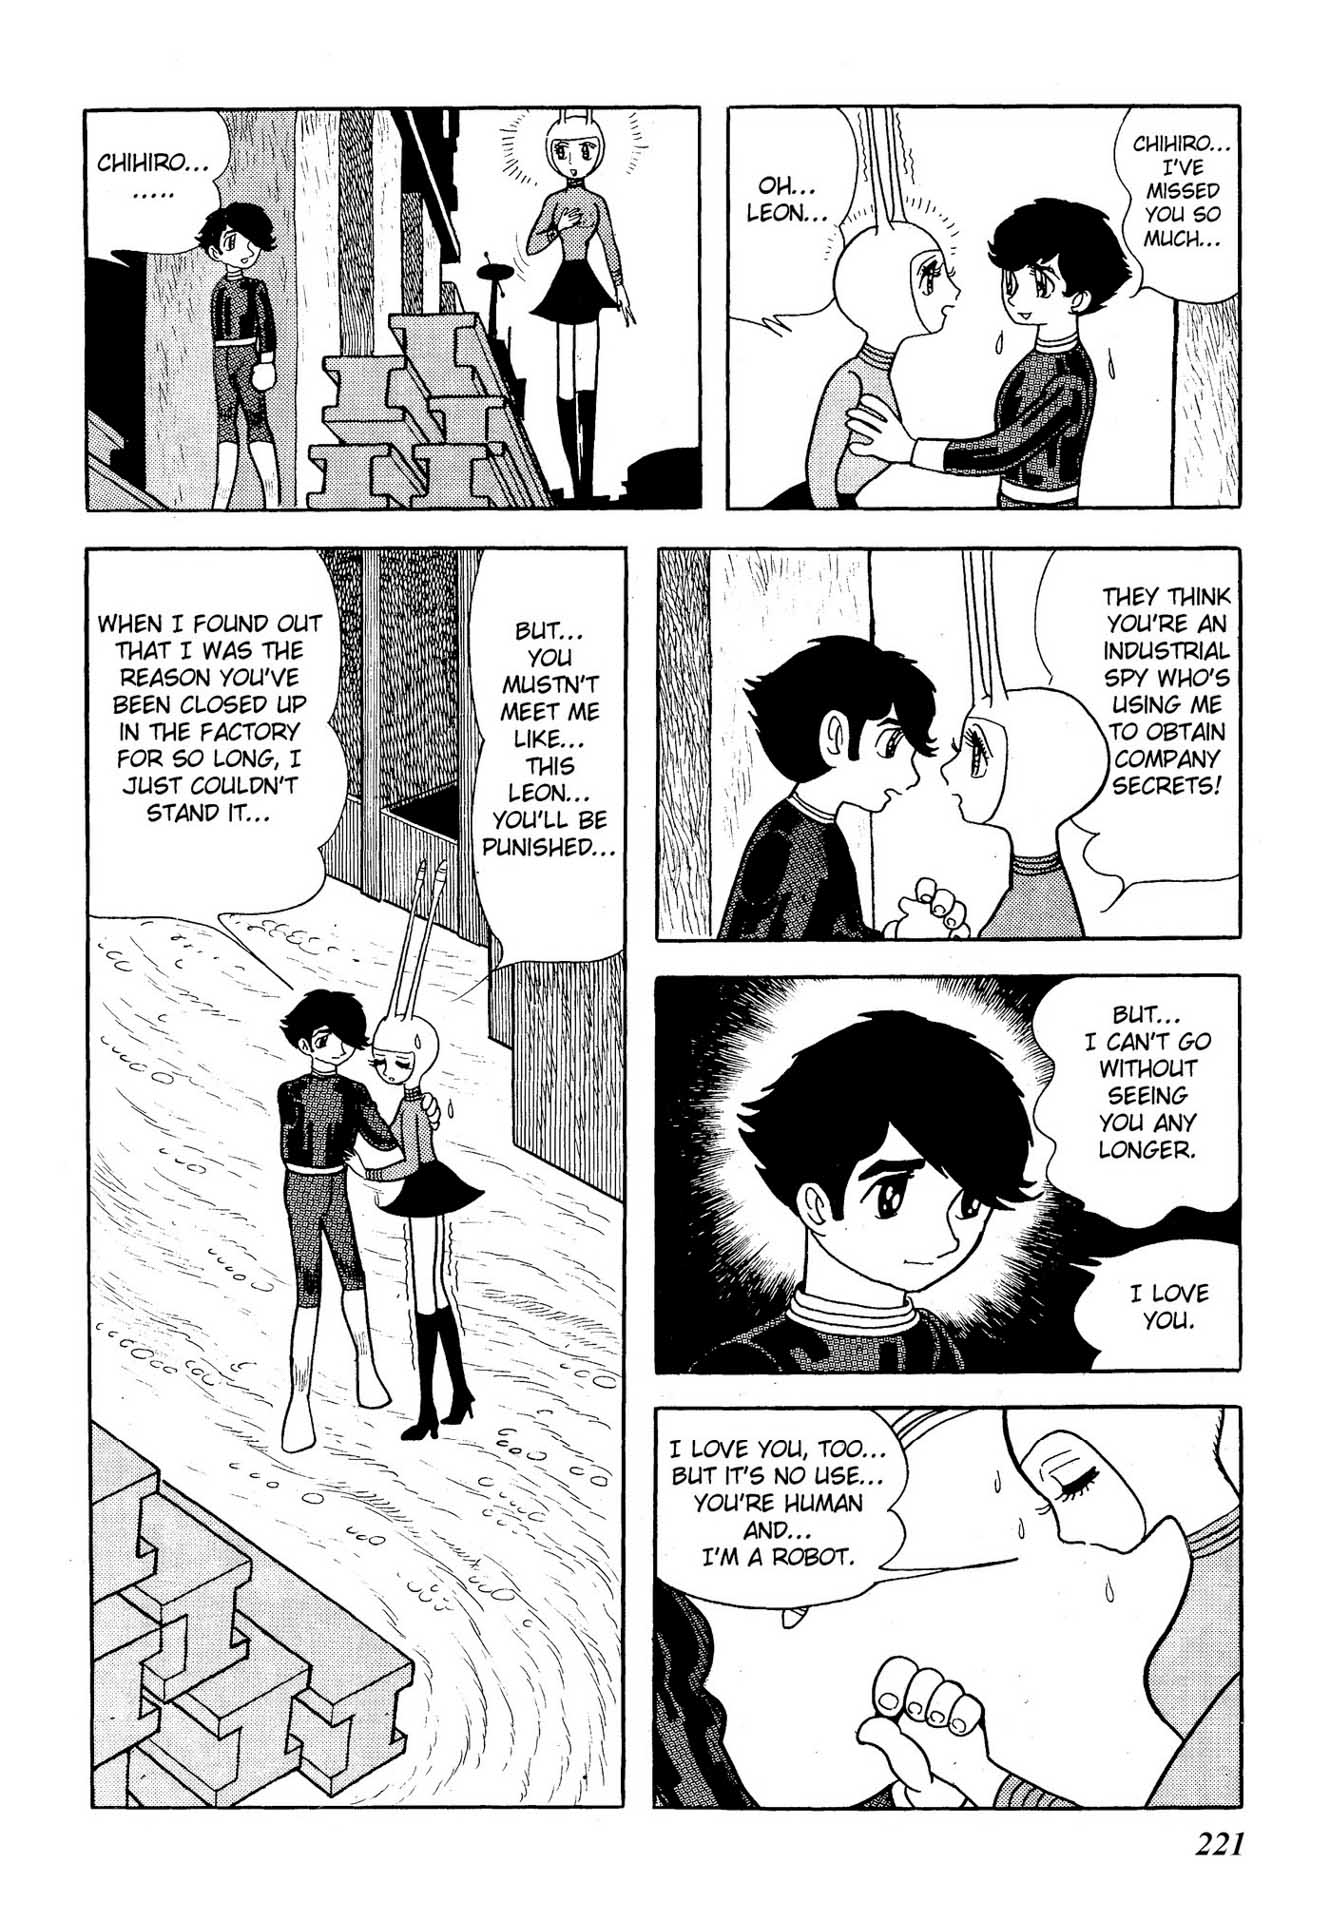 CHIHIRO...
.....
OH...
LEON...
CHIHIRO...
I'VE
MISSED
YOU SO
MUCH...
WHEN I FOUND OUT
THAT I WAS THE
REASON YOU'VE
BEEN CLOSED UP
IN THE FACTORY
FOR SO LONG, I
JUST COULDN'T
STAND IT...
BUT...
YOU
MUSTN'T
MEET ME
LIKE...
THIS
LEON...
YOU'LL BE
PUNISHED...
THEY THINK
YOU'RE AN
INDUSTRIAL
SPY WHO'S
USING ME
TO OBTAIN
COMPANY
SECRETS!
BUT...
I CAN'T GO
WITHOUT
SEEING
YOU ANY
LONGER.
I LOVE
YOU.
I LOVE YOU, TOO...
BUT IT'S NO USE...
YOU'RE HUMAN
AND...
I'M A ROBOT.
221